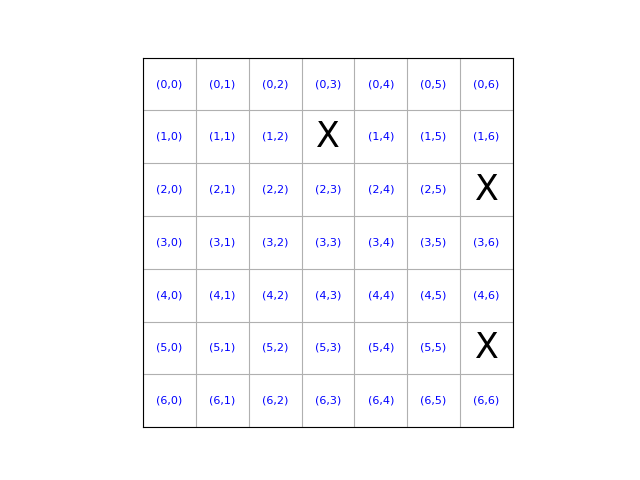 (0,0) (0,1) (0,2) (0,3) (0,4) (0,5) (0,6)
(1,0) (1,1) (1,2) X (1,4) (1,5) (1,6)
(2,0) (2,1) (2,2) (2,3) (2,4) (2,5) X
(3,0) (3,1) (3,2) (3,3) (3,4) (3,5) (3,6)
(4,0) (4,1) (4,2) (4,3) (4,4) (4,5) (4,6)
(5,0) (5,1) (5,2) (5,3) (5,4) (5,5) X
(6,0) (6,1) (6,2) (6,3) (6,4) (6,5) (6,6)